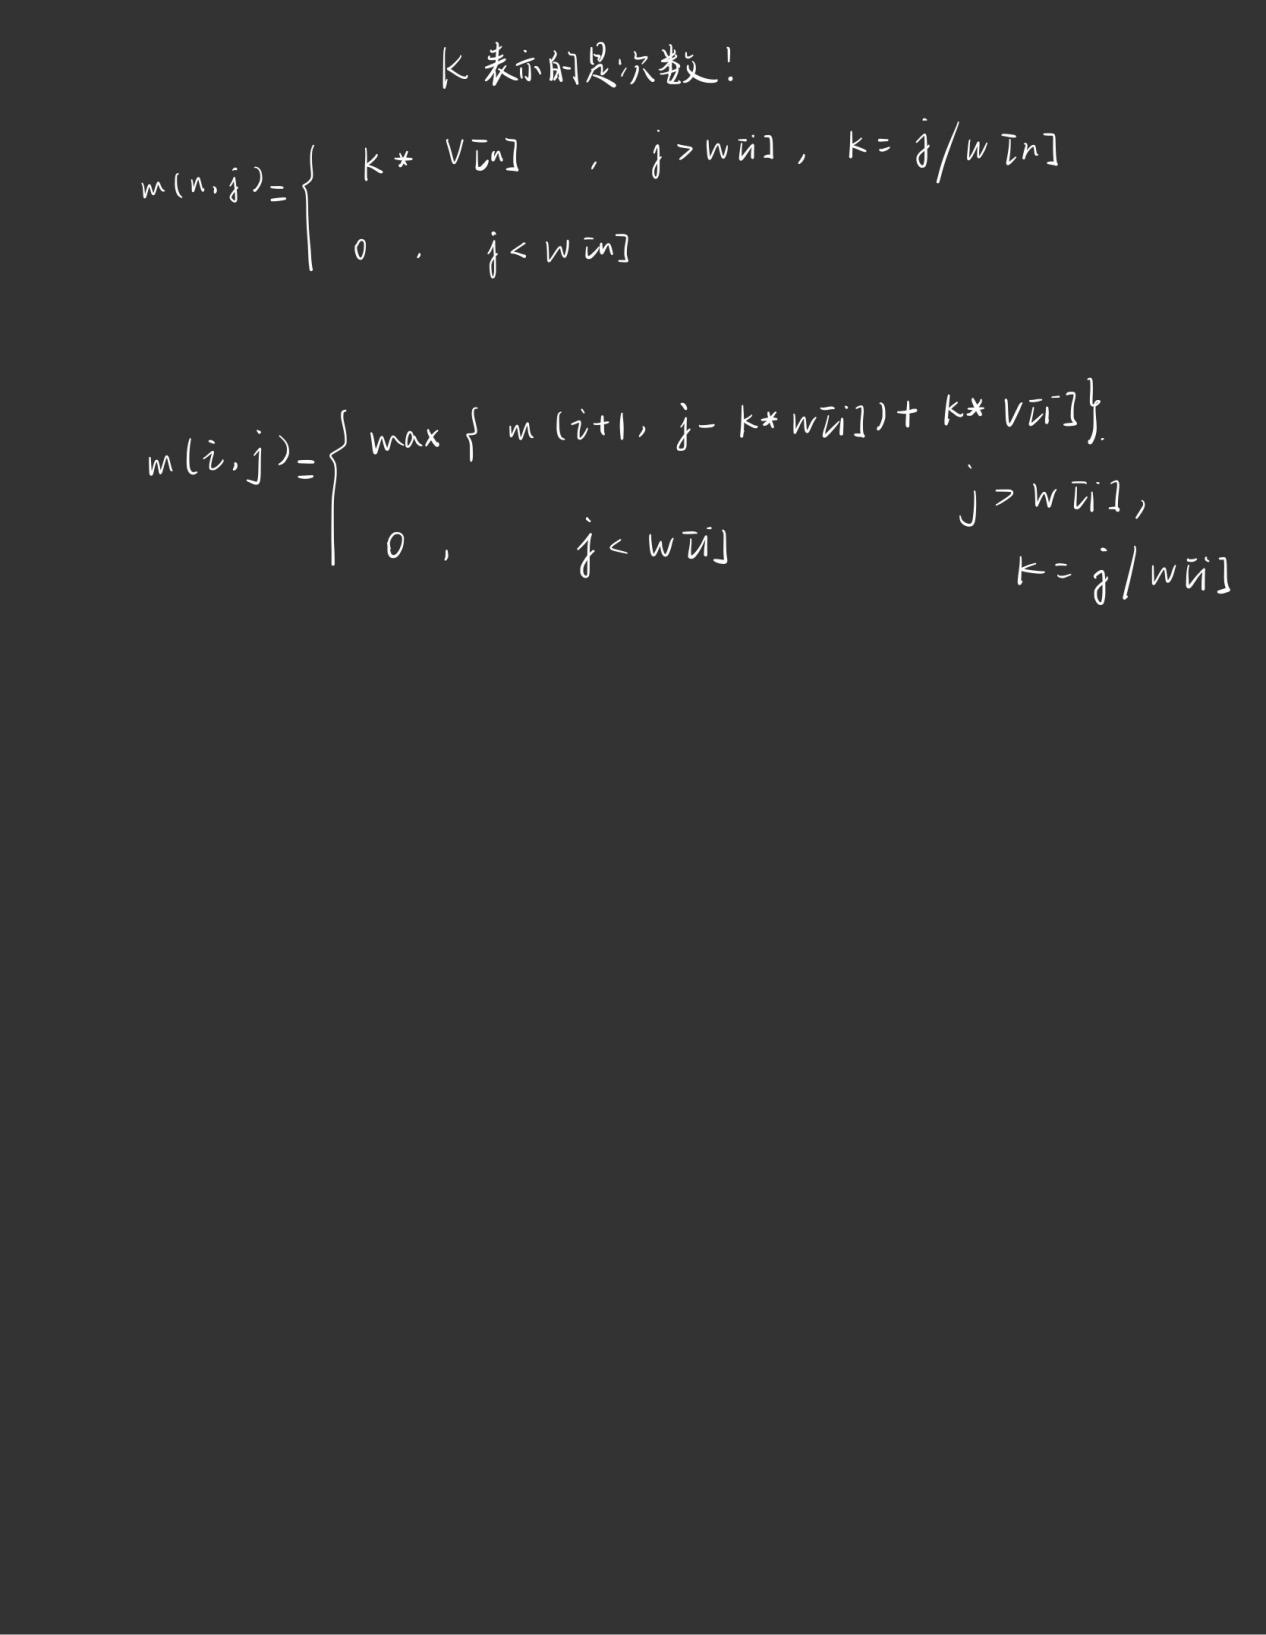 K 表示的是次数!
m(n,j)= { k * V[n] , j > w[i] , k = j/w[n]
0 , j < w[n]
m(i,j)= { max { m(i+1, j - k*w[i]) + k* V[i] }.
j > w[i] ,
0 , j < w[i]
k = j/w[i]